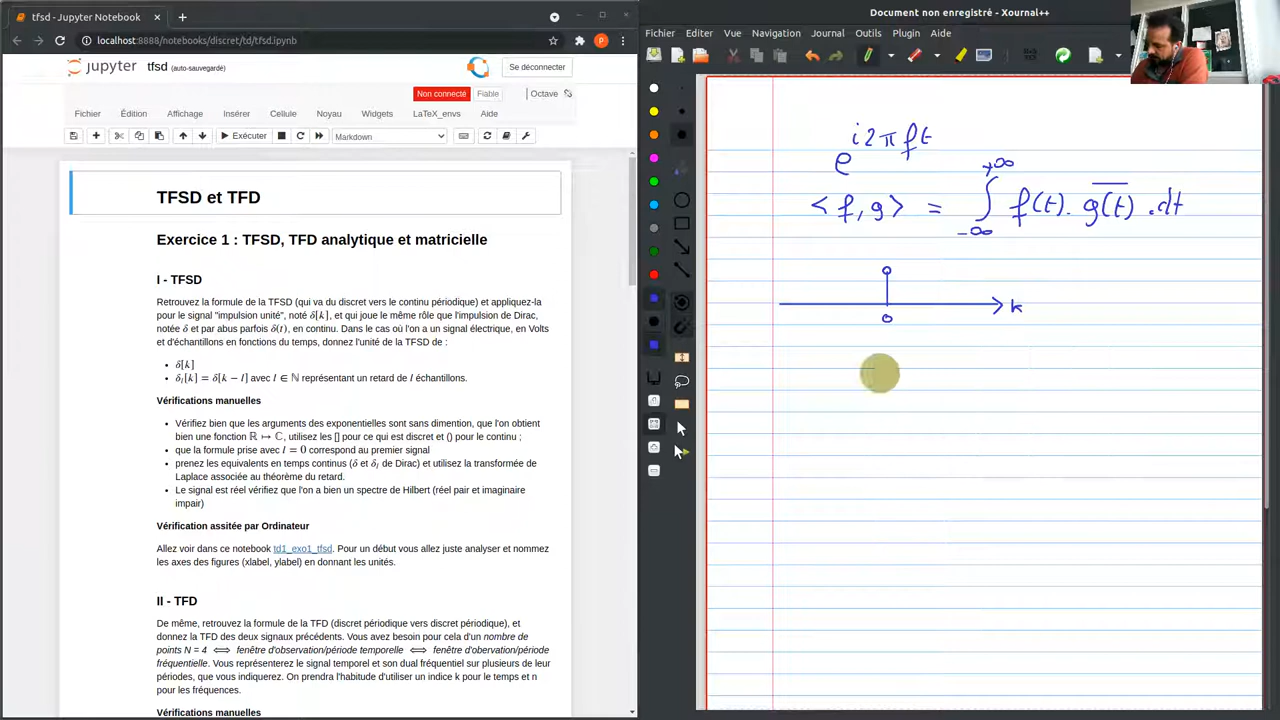 tfsd - Jupyter Notebook
localhost:8888/notebooks/discret/td/tfsd.ipynb
jupyter tfsd (auto-sauvegardé)
Se déconnecter
Non connecté Fiable Octave
Fichier Édition Affichage Insérer Cellule Noyau Widgets LaTeX_envs Aide
Exécuter Markdown
TFSD et TFD
Exercice 1 : TFSD, TFD analytique et matricielle
I - TFSD
Retrouvez la formule de la TFSD (qui va du discret vers le continu périodique) et appliquez-la
pour le signal "impulsion unité", noté δ[k], et qui joue le même rôle que l'impulsion de Dirac,
notée δ et par abus parfois δ(t), en continu. Dans le cas où l'on a un signal électrique, en Volts
et d'échantillons en fonctions du temps, donnez l'unité de la TFSD de :
• δ[k]
• δₗ[k] = δ[k − l] avec l ∈ ℕ représentant un retard de l échantillons.
Vérifications manuelles
• Vérifiez bien que les arguments des exponentielles sont sans dimention, que l'on obtient
bien une fonction ℝ ↦ ℂ, utilisez les [] pour ce qui est discret et () pour le continu ;
• que la formule prise avec l = 0 correspond au premier signal
• prenez les equivalents en temps continus (δ et δₗ de Dirac) et utilisez la transformée de
Laplace associée au théorème du retard.
• Le signal est réel vérifiez que l'on a bien un spectre de Hilbert (réel pair et imaginaire
impair)
Vérification assitée par Ordinateur
Allez voir dans ce notebook td1_exo1_tfsd. Pour un début vous allez juste analyser et nommez
les axes des figures (xlabel, ylabel) en donnant les unités.
II - TFD
De même, retrouvez la formule de la TFD (discret périodique vers discret périodique), et
donnez la TFD des deux signaux précédents. Vous avez besoin pour cela d'un nombre de
points N = 4 ⟺ fenêtre d'observation/période temporelle ⟺ fenêtre d'obervation/période
fréquentielle. Vous représenterez le signal temporel et son dual fréquentiel sur plusieurs de leur
périodes, que vous indiquerez. On prendra l'habitude d'utiliser un indice k pour le temps et n
pour les fréquences.
Vérifications manuelles
Document non enregistré - Xournal++
Fichier Editer Vue Navigation Journal Outils Plugin Aide
e^{i2πft}
<f,g> = ∫_{-∞}^{+∞} f(t). \overline{g(t)} .dt
k
0